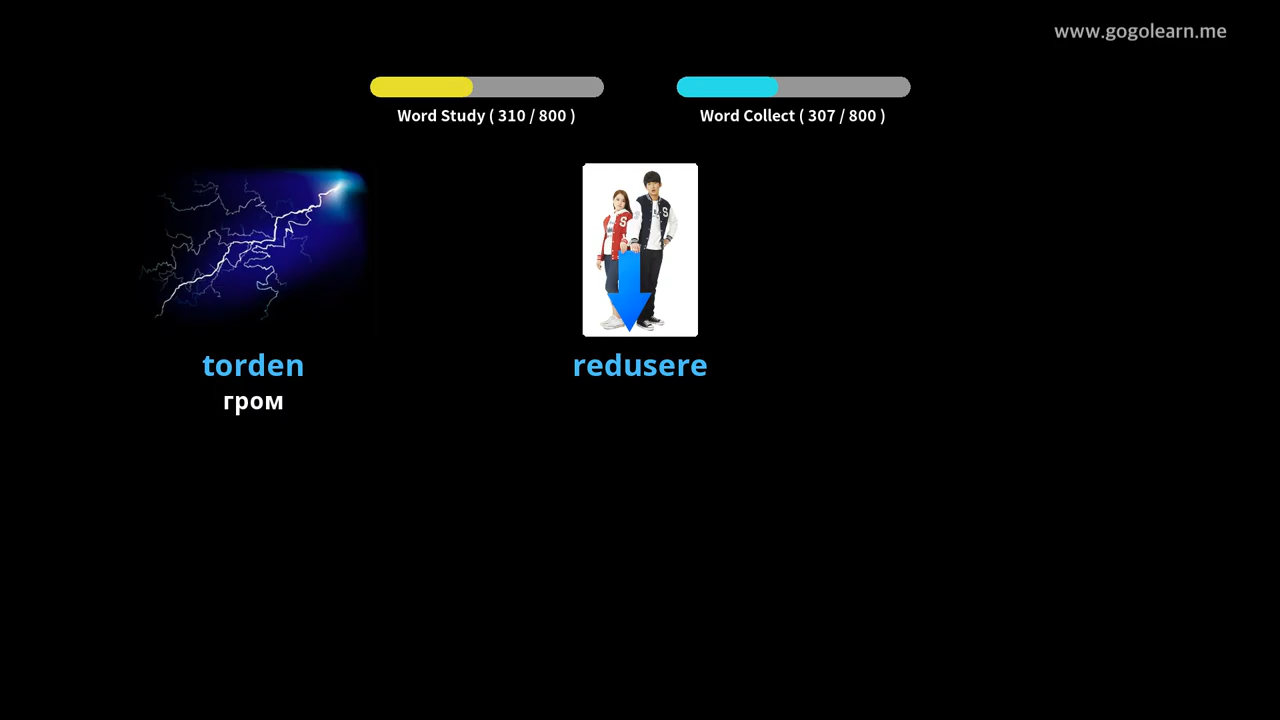 www.gogolearn.me
Word Study ( 310 / 800 )
Word Collect ( 307 / 800 )
S
S
torden
redusere
гром